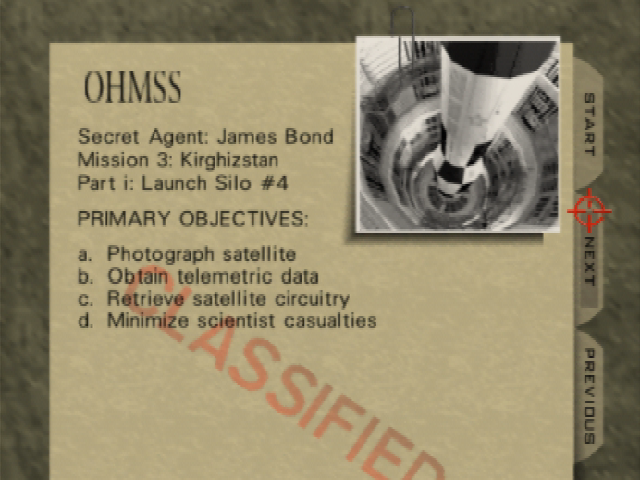 OHMSS
Secret Agent: James Bond
Mission 3: Kirghizstan
Part i: Launch Silo #4
PRIMARY OBJECTIVES:
a. Photograph satellite
b. Obtain telemetric data
c. Retrieve satellite circuitry
d. Minimize scientist casualties
CLASSIFIED
START
NEXT
PREVIOUS